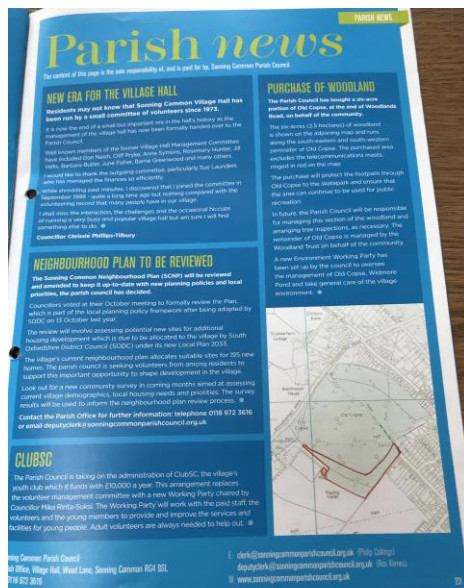 PARISH NEWS
Parish news
The content of this page is the sole responsibility of, and is paid for by, Sonning Common Parish Council
NEW ERA FOR THE VILLAGE HALL
Residents may not know that Sonning Common Village Hall has
been run by a small committee of volunteers since 1973.
It is now the end of a small but important era in the hall's history as the
management of the village hall has now been formally handed over to the
Parish Council.
Well known members of the former Village Hall Management Committee
have included Don Nash, Cliff Pryke, Anne Symons, Rosemary Hunter, Jill
Vallis, Barbara Butler, June Fisher, Barrie Greenwood and many others.
I would like to thank the outgoing committee, particularly Sue Launders
who has managed the finances so efficiently.
While shredding past minutes, I discovered that I joined the committee in
September 1998 - quite a long time ago but nothing compared with the
volunteering record that many people have in our village.
I shall miss the interaction, the challenges and the occasional hiccups
of running a very busy and popular village hall but am sure I will find
something else to do.
Councillor Chrissie Phillips-Tilbury
NEIGHBOURHOOD PLAN TO BE REVIEWED
The Sonning Common Neighbourhood Plan (SCNP) will be reviewed
and amended to keep it up-to-date with new planning policies and local
priorities, the parish council has decided.
Councillors voted at their October meeting to formally review the Plan,
which is part of the local planning policy framework after being adopted by
SODC on 13 October last year.
The review will involve assessing potential new sites for additional
housing development which is due to be allocated to the village by South
Oxfordshire District Council (SODC) under its new Local Plan 2033.
The village's current neighbourhood plan allocates suitable sites for 195 new
homes. The parish council is seeking volunteers from among residents to
support this important opportunity to shape development in the village.
Look out for a new community survey in coming months aimed at assessing
current village demographics, local housing needs and priorities. The survey
results will be used to inform the neighbourhood plan review process.
Contact the Parish Office for further information: telephone 0118 972 3616
or email deputyclerk@sonningcommonparishcouncil.org.uk
CLUBSC
The Parish Council is taking on the administration of ClubSC, the village's
youth club which it funds with £10,000 a year. This arrangement replaces
the volunteer management committee with a new Working Party chaired by
Councillor Mika Rinta-Suksi. The Working Party will work with the paid staff, the
volunteers and the young members to provide and improve the services and
facilities for young people. Adult volunteers are always needed to help out.
PURCHASE OF WOODLAND
The Parish Council has bought a six-acre
portion of Old Copse, at the end of Woodlands
Road, on behalf of the community.
The six-acres (2.5 hectares) of woodland
is shown on the adjoining map and runs
along the south-eastern and south-western
perimeter of Old Copse. The purchased area
excludes the telecommunications masts,
ringed in red on the map.
The purchase will protect the footpath through
Old Copse to the skatepark and ensure that
the area can continue to be used for public
recreation.
In future, the Parish Council will be responsible
for managing this section of the woodland and
arranging tree inspections, as necessary. The
remainder of Old Copse is managed by the
Woodland Trust on behalf of the community.
A new Environment Working Party has
been set up by the council to oversee
the management of Old Copse, Widmore
Pond and take general care of the village
environment.
Old Copse
Playing Field
Sonning Common Parish Council
Office, Village Hall, Wood Lane, Sonning Common RG4 9SL
0118 972 3616
E: clerk@sonningcommonparishcouncil.org.uk (Philip Collings)
deputyclerk@sonningcommonparishcouncil.org.uk (Ros Varnes)
W: www.sonningcommonparishcouncil.org.uk
23